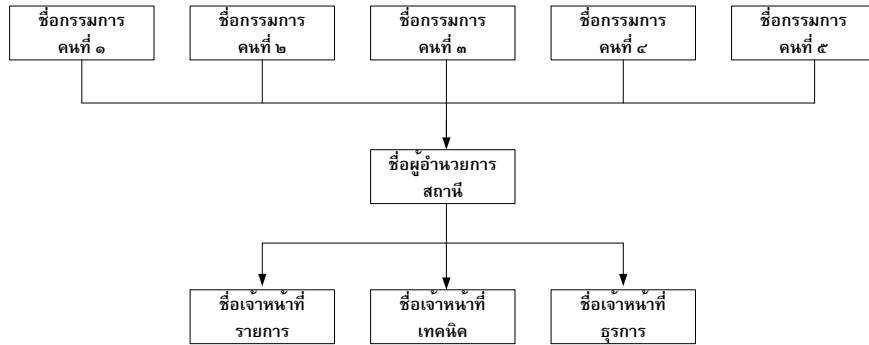 ชื่อกรรมการ
คนที่ ๑
ชื่อกรรมการ
คนที่ ๒
ชื่อกรรมการ
คนที่ ๓
ชื่อกรรมการ
คนที่ ๔
ชื่อกรรมการ
คนที่ ๕
ชื่อผู้อำนวยการ
สถานี
ชื่อเจ้าหน้าที่
รายการ
ชื่อเจ้าหน้าที่
เทคนิค
ชื่อเจ้าหน้าที่
ธุรการ